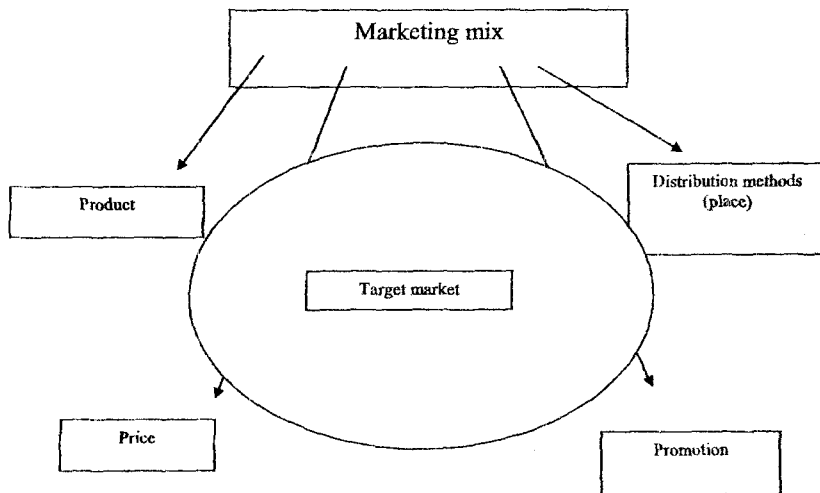 Marketing mix
Product
Distribution methods
(place)
Target market
Price
Promotion